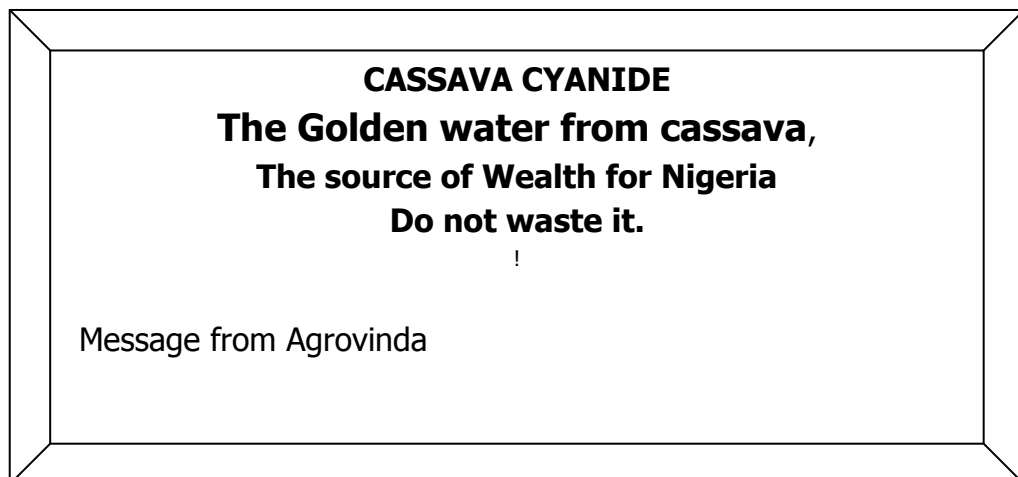 CASSAVA CYANIDE
The Golden water from cassava,
The source of Wealth for Nigeria
Do not waste it.
!
Message from Agrovinda